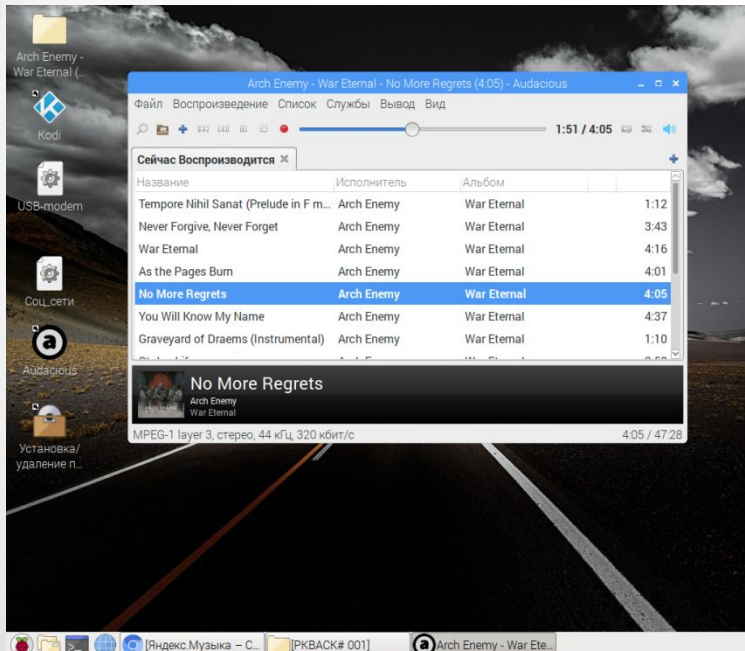 Arch Enemy -
War Eternal (...
Kodi
USB-modem
Соц_сети
Audacious
Установка/
удаление п...
Arch Enemy - War Eternal - No More Regrets (4:05) - Audacious
Файл Воспроизведение Список Службы Вывод Вид
1:51 / 4:05
Сейчас Воспроизводится
Название Исполнитель Альбом
Tempore Nihil Sanat (Prelude in F m... Arch Enemy War Eternal 1:12
Never Forgive, Never Forget Arch Enemy War Eternal 3:43
War Eternal Arch Enemy War Eternal 4:16
As the Pages Burn Arch Enemy War Eternal 4:01
No More Regrets Arch Enemy War Eternal 4:05
You Will Know My Name Arch Enemy War Eternal 4:37
Graveyard of Draems (Instrumental) Arch Enemy War Eternal 1:10
No More Regrets
Arch Enemy
War Eternal
MPEG-1 layer 3, стерео, 44 кГц, 320 кбит/с 4:05 / 47:28
[Яндекс.Музыка – С... [PKBACK# 001] Arch Enemy - War Ete...